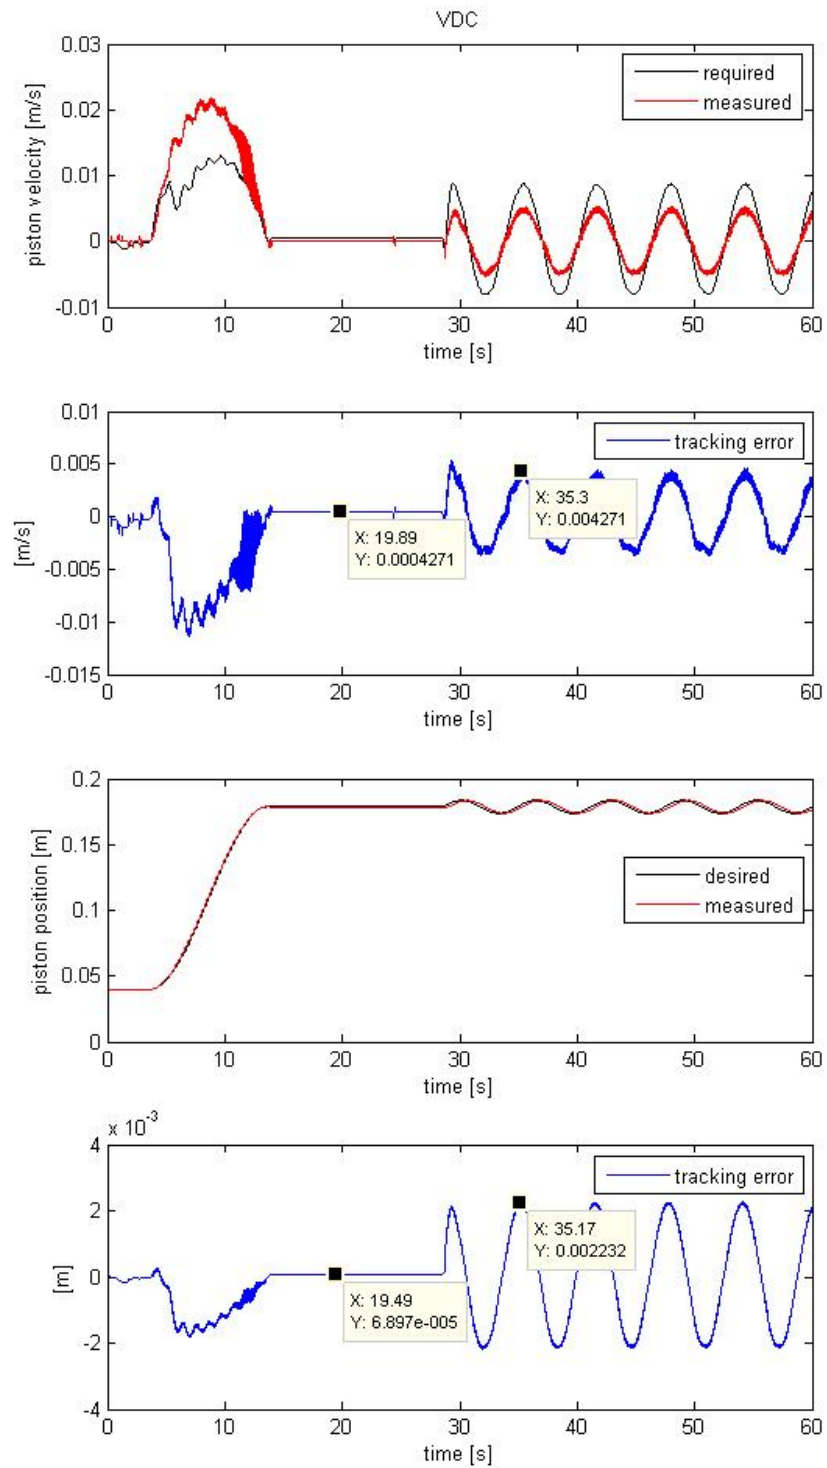 VDC
0.03
0.02
0.01
0
-0.01
piston velocity [m/s]
required
measured
0 10 20 30 40 50 60
time [s]
0.01
0.005
0
-0.005
-0.01
-0.015
[m/s]
tracking error
X: 19.89
Y: 0.0004271
X: 35.3
Y: 0.004271
0 10 20 30 40 50 60
time [s]
0.2
0.15
0.1
0.05
0
piston position [m]
desired
measured
0 10 20 30 40 50 60
time [s]
x 10-3
4
2
0
-2
-4
[m]
tracking error
X: 19.49
Y: 6.897e-005
X: 35.17
Y: 0.002232
0 10 20 30 40 50 60
time [s]